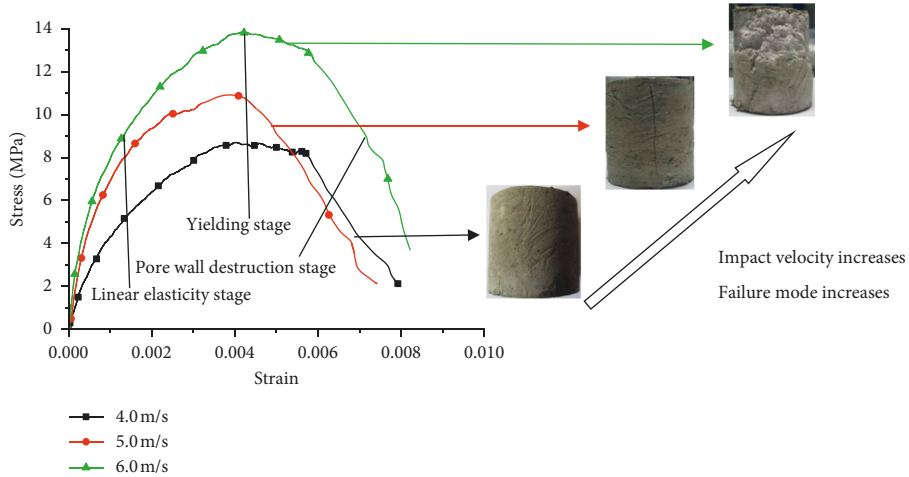 14
12
10
8
6
4
2
0
Stress (MPa)
0.000
0.002
0.004
0.006
0.008
0.010
Strain
Yielding stage
Pore wall destruction stage
Linear elasticity stage
Impact velocity increases
Failure mode increases
4.0 m/s
5.0 m/s
6.0 m/s